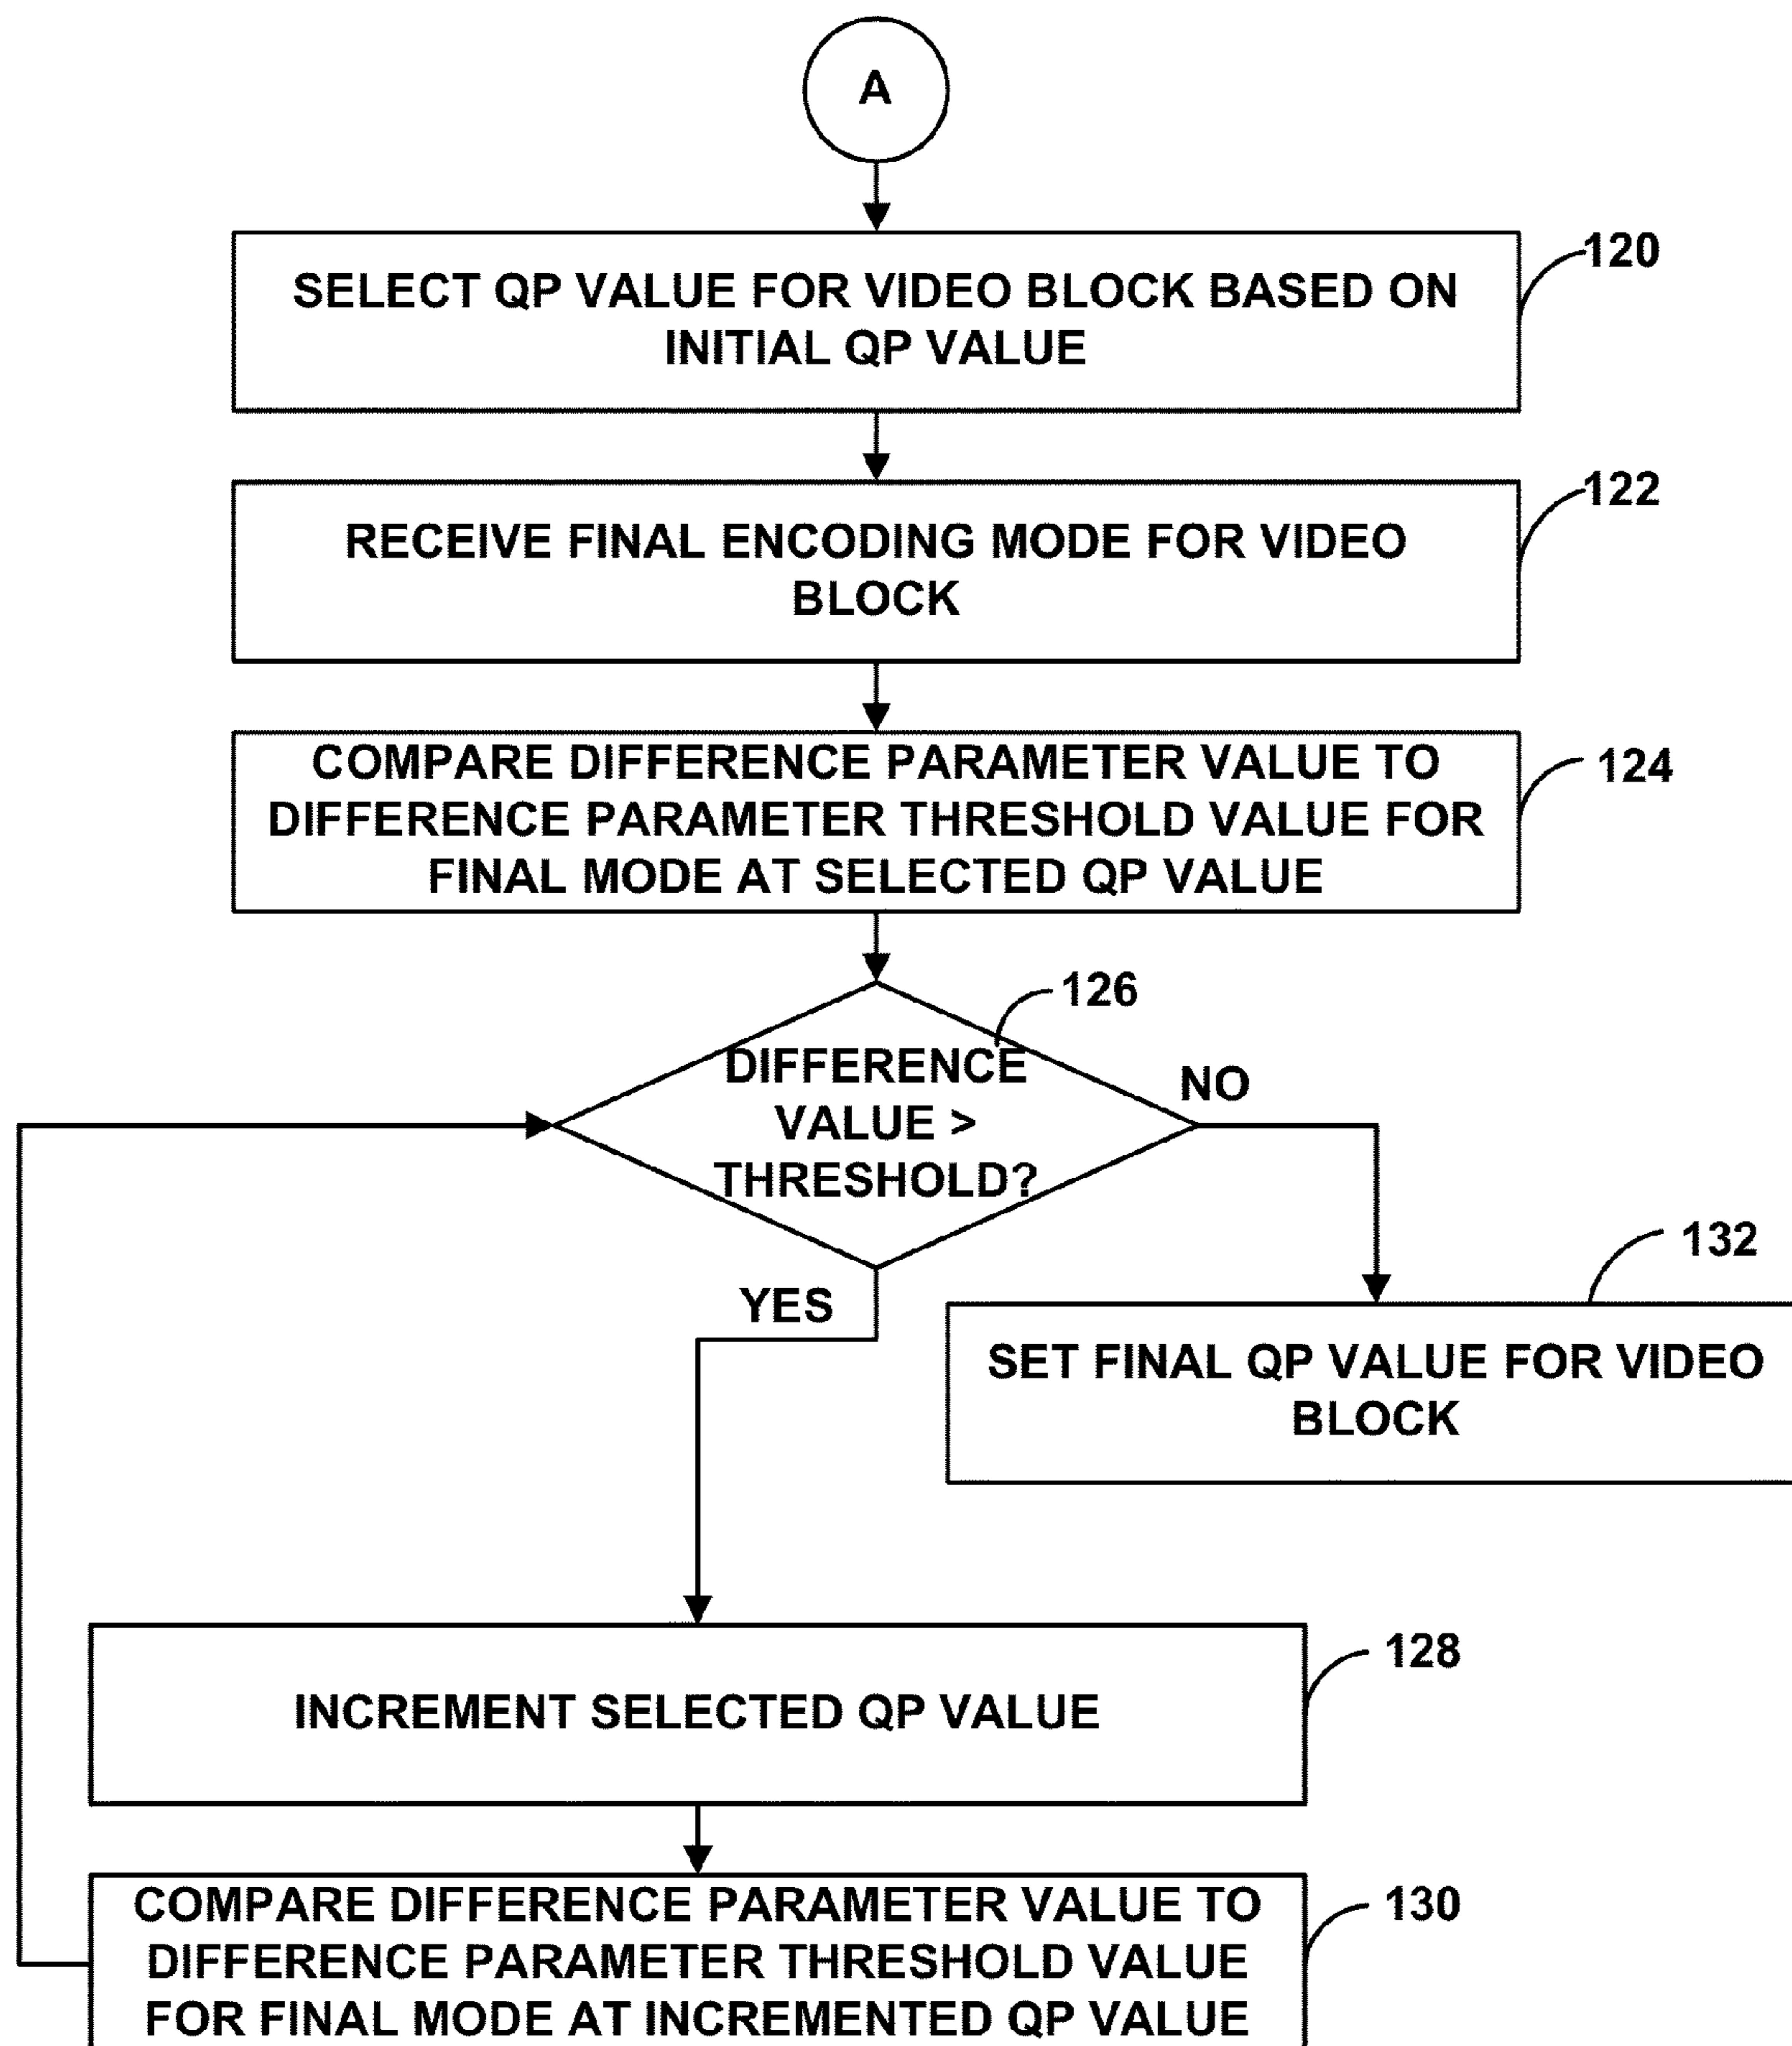 A
SELECT QP VALUE FOR VIDEO BLOCK BASED ON
INITIAL QP VALUE
120
RECEIVE FINAL ENCODING MODE FOR VIDEO
BLOCK
122
COMPARE DIFFERENCE PARAMETER VALUE TO
DIFFERENCE PARAMETER THRESHOLD VALUE FOR
FINAL MODE AT SELECTED QP VALUE
124
126
DIFFERENCE
VALUE >
THRESHOLD?
NO
YES
132
SET FINAL QP VALUE FOR VIDEO
BLOCK
INCREMENT SELECTED QP VALUE
128
COMPARE DIFFERENCE PARAMETER VALUE TO
DIFFERENCE PARAMETER THRESHOLD VALUE
FOR FINAL MODE AT INCREMENTED QP VALUE
130